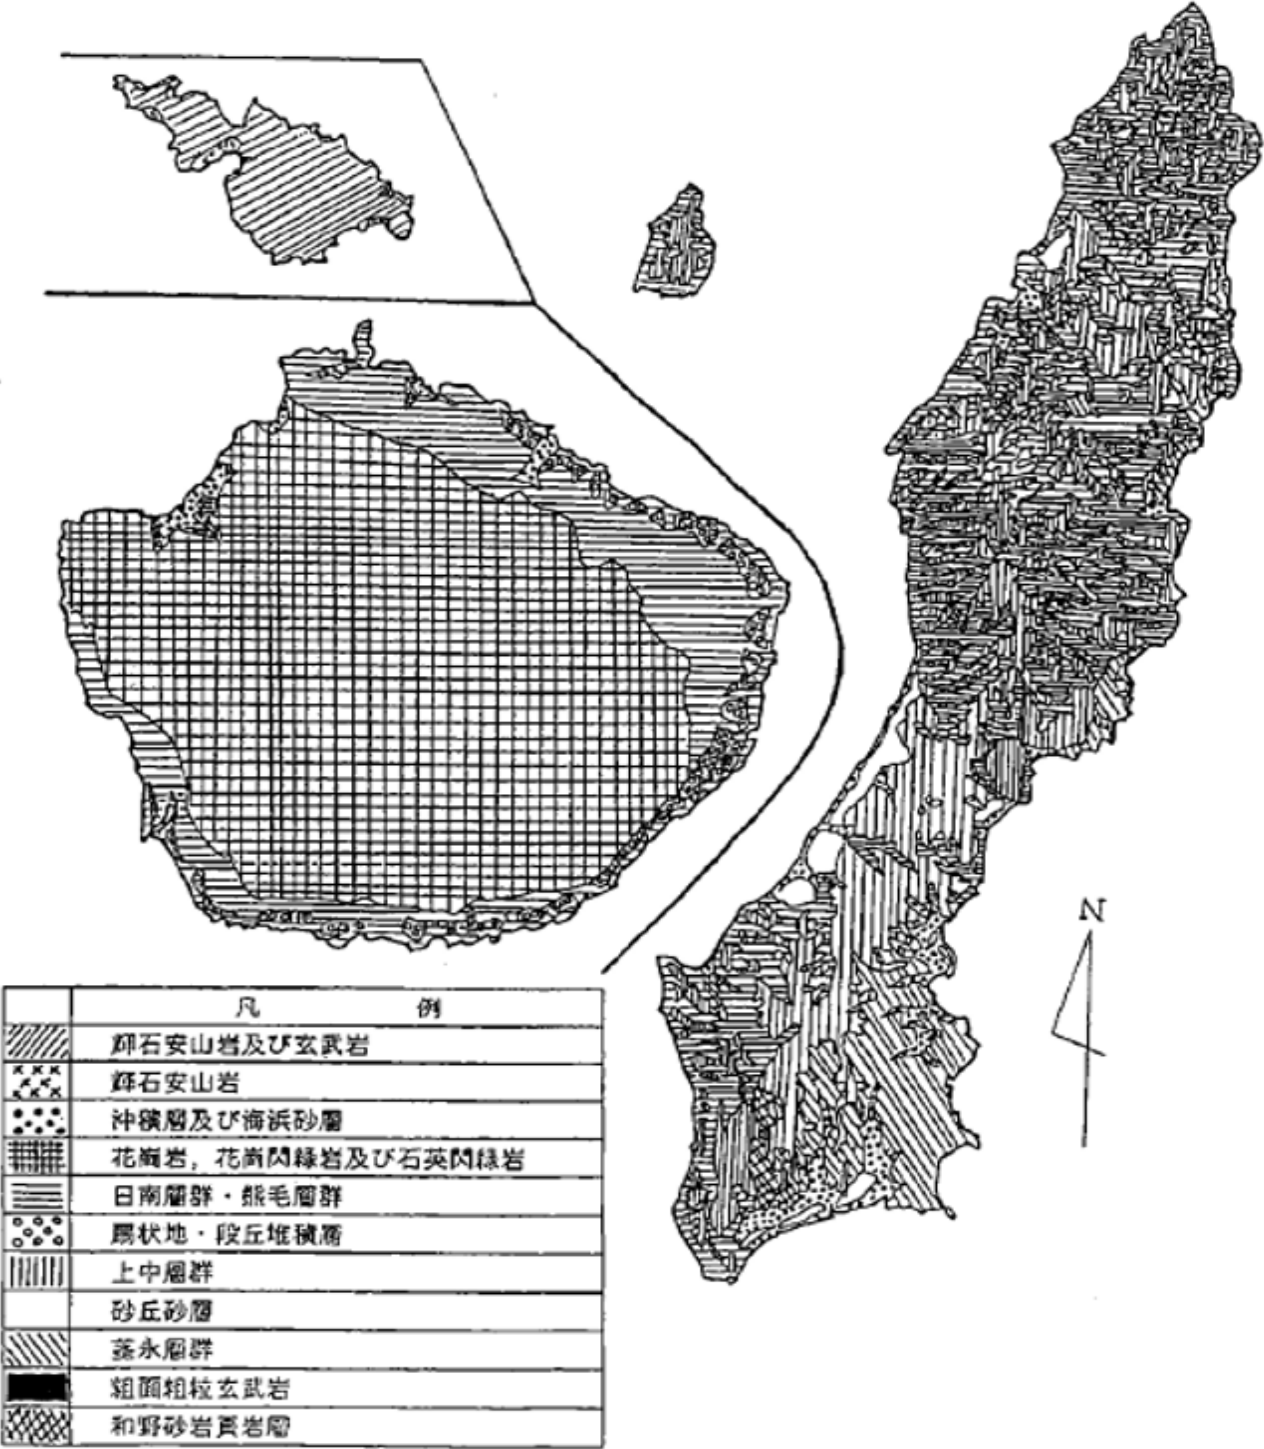 N
凡 例
輝石安山岩及び玄武岩
輝石安山岩
沖積層及び海浜砂層
花崗岩，花崗閃緑岩及び石英閃緑岩
日南層群・熊毛層群
扇状地・段丘堆積層
上中層群
砂丘砂層
茎永層群
粗面粗粒玄武岩
和野砂岩頁岩層